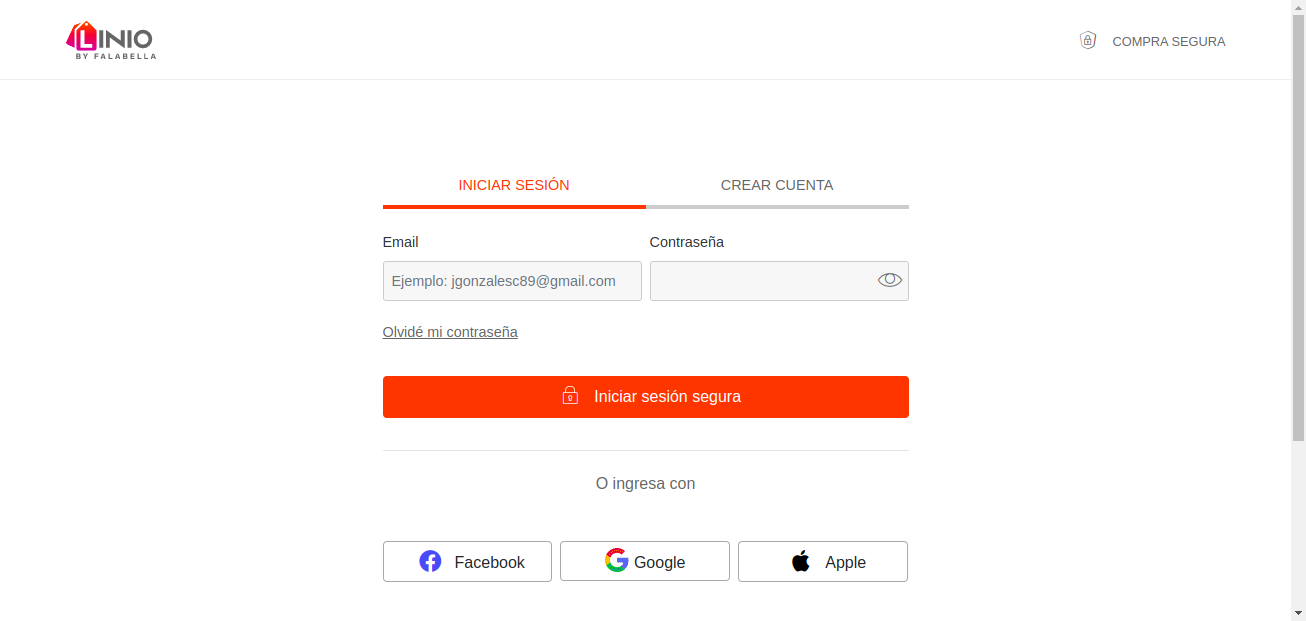 LINIO
BY FALABELLA
COMPRA SEGURA
INICIAR SESIÓN
CREAR CUENTA
Email
Contraseña
Ejemplo: jgonzalesc89@gmail.com
Olvidé mi contraseña
Iniciar sesión segura
O ingresa con
Facebook
Google
Apple